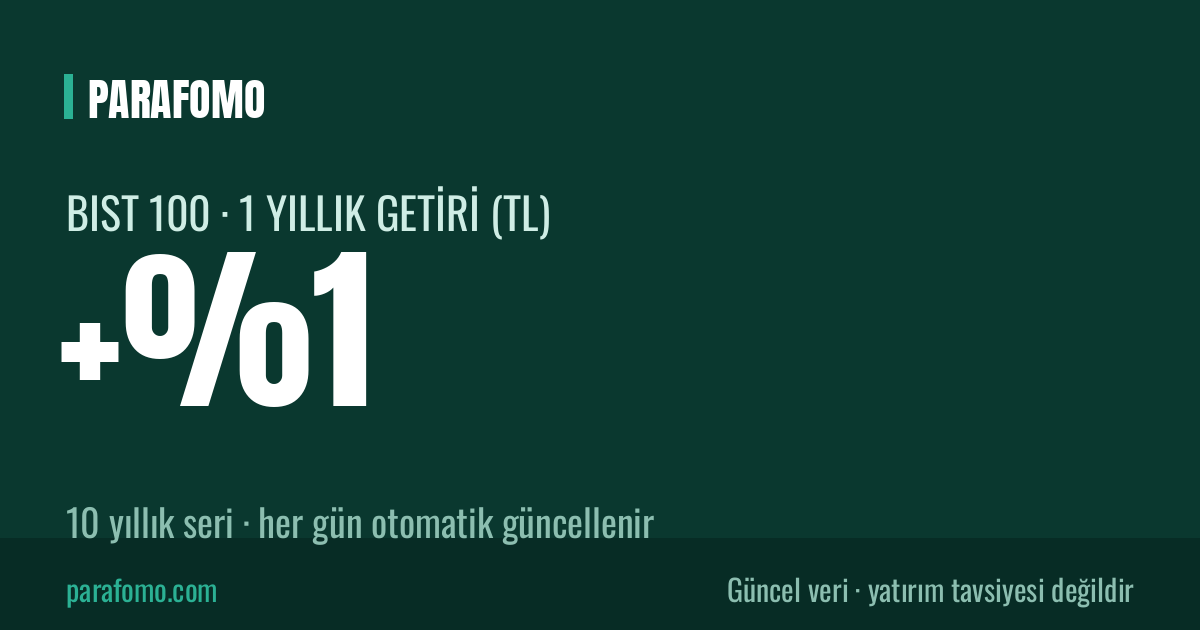 PARAFOMO
BIST 100 · 1 YILLIK GETİRİ (TL)
+%1
10 yıllık seri · her gün otomatik güncellenir
parafomo.com
Güncel veri · yatırım tavsiyesi değildir